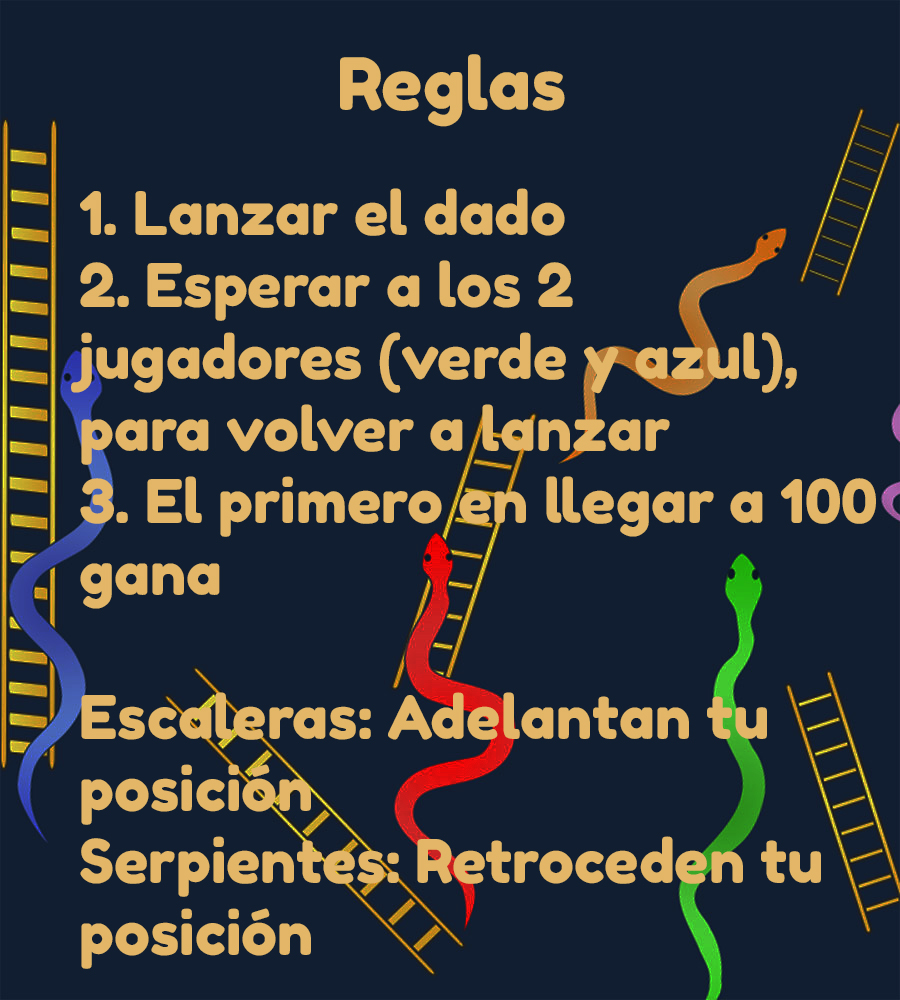 Reglas
1. Lanzar el dado
2. Esperar a los 2
jugadores (verde y azul),
para volver a lanzar
3. El primero en llegar a 100
gana
Escaleras: Adelantan tu
posición
Serpientes: Retroceden tu
posición